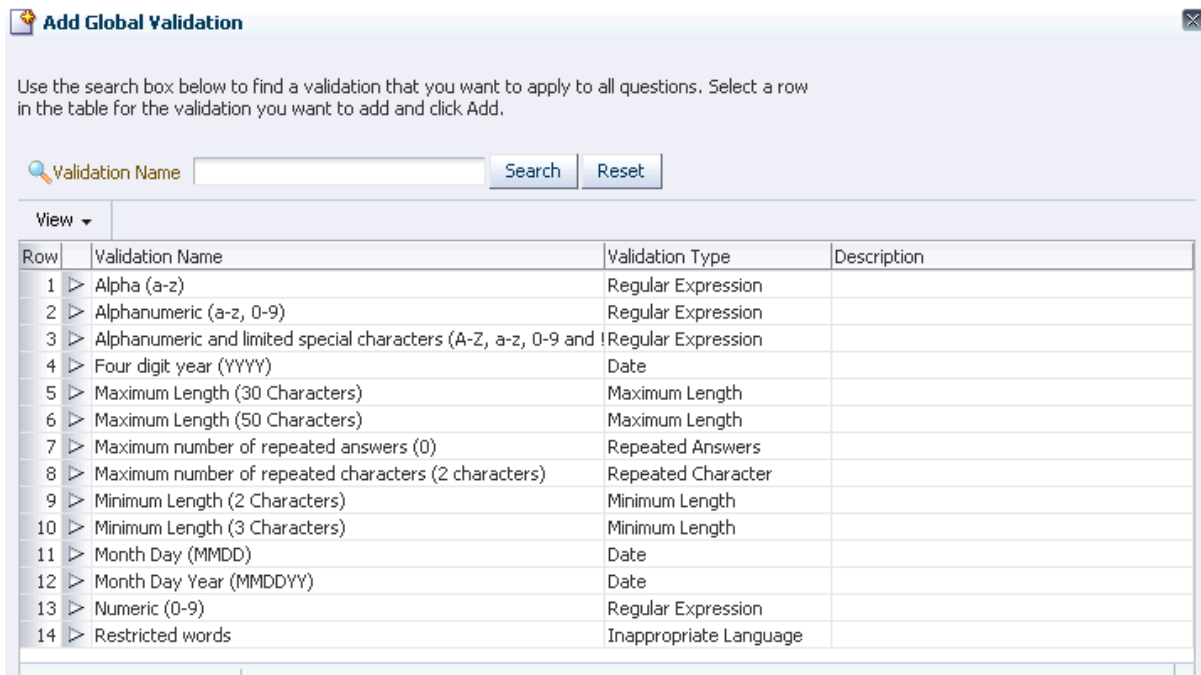 Add Global Validation
Use the search box below to find a validation that you want to apply to all questions. Select a row
in the table for the validation you want to add and click Add.
Validation Name Search Reset
View
Row Validation Name Validation Type Description
1 Alpha (a-z) Regular Expression
2 Alphanumeric (a-z, 0-9) Regular Expression
3 Alphanumeric and limited special characters (A-Z, a-z, 0-9 and ! Regular Expression
4 Four digit year (YYYY) Date
5 Maximum Length (30 Characters) Maximum Length
6 Maximum Length (50 Characters) Maximum Length
7 Maximum number of repeated answers (0) Repeated Answers
8 Maximum number of repeated characters (2 characters) Repeated Character
9 Minimum Length (2 Characters) Minimum Length
10 Minimum Length (3 Characters) Minimum Length
11 Month Day (MMDD) Date
12 Month Day Year (MMDDYY) Date
13 Numeric (0-9) Regular Expression
14 Restricted words Inappropriate Language